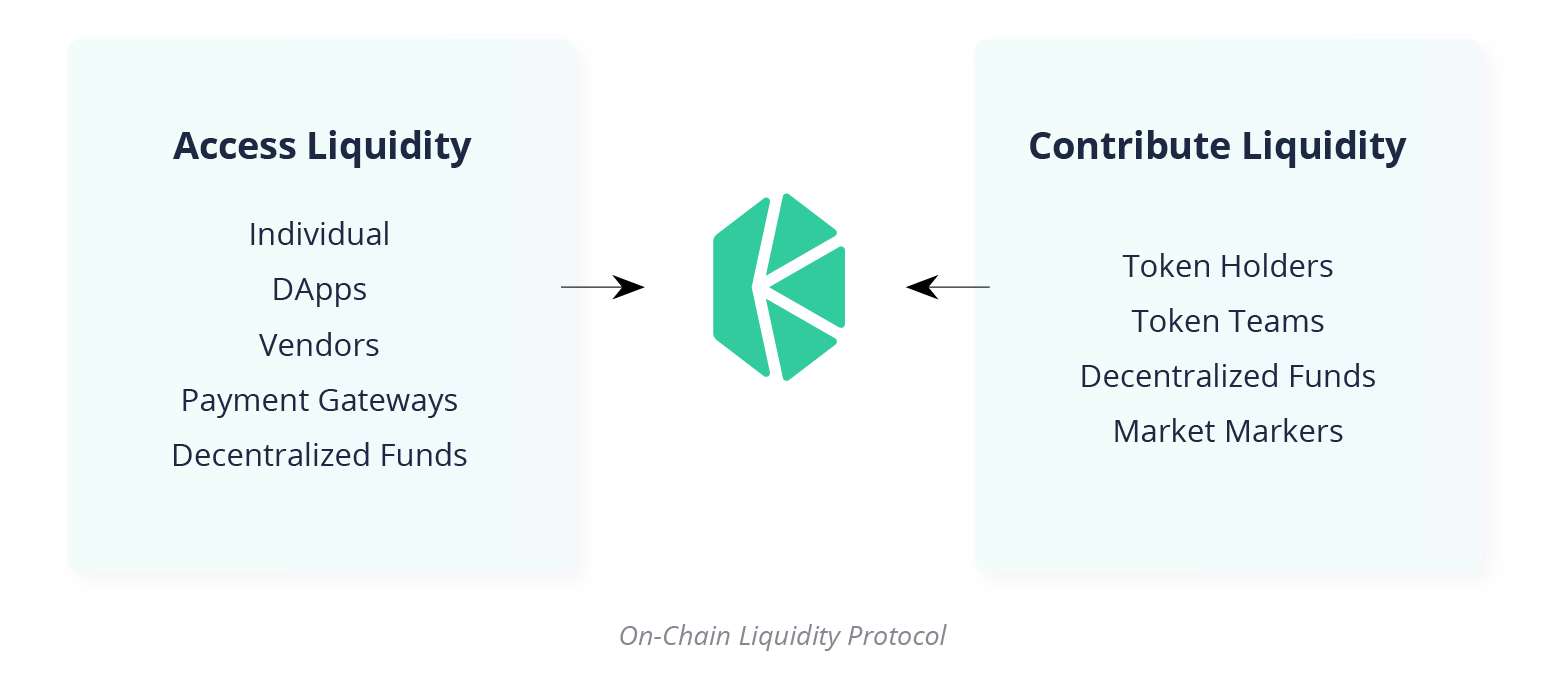 Access Liquidity
Individual
DApps
Vendors
Payment Gateways
Decentralized Funds
Contribute Liquidity
Token Holders
Token Teams
Decentralized Funds
Market Markers
On-Chain Liquidity Protocol